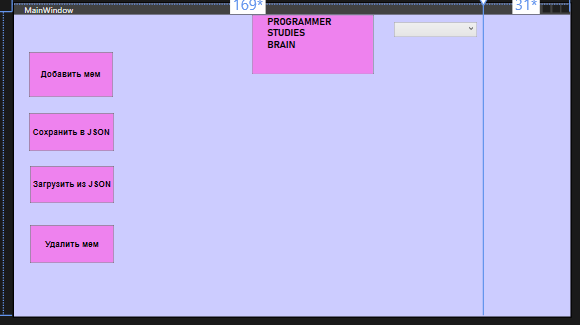 169*
31*
MainWindow
PROGRAMMER
STUDIES
BRAIN
Добавить мем
Сохранить в JSON
Загрузить из JSON
Удалить мем